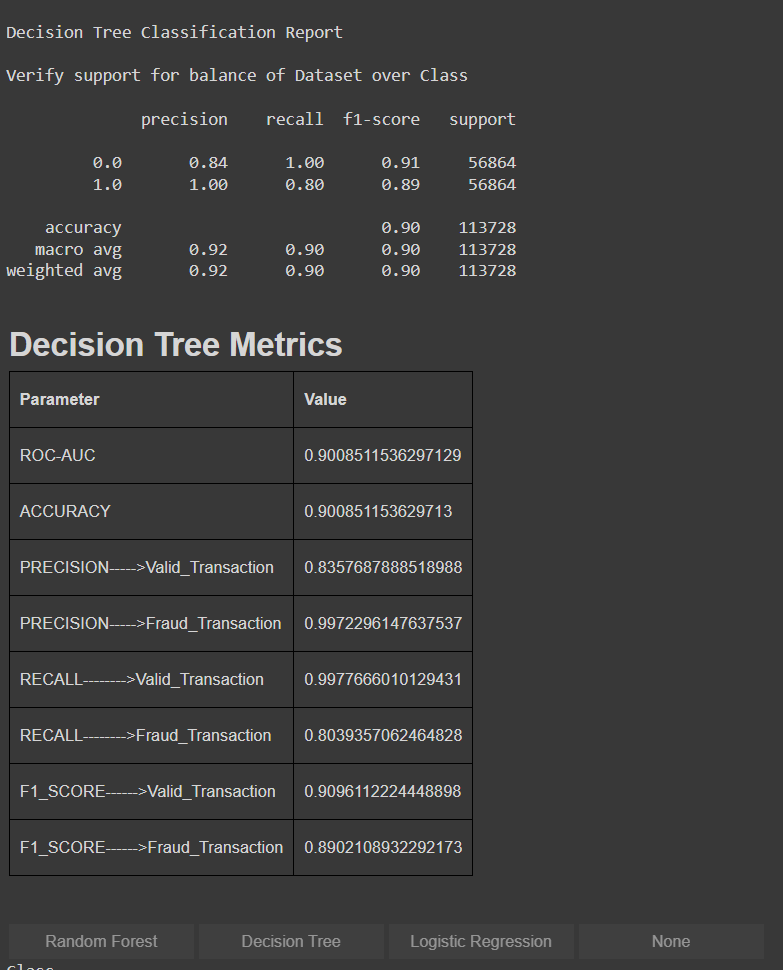 Decision Tree Classification Report
Verify support for balance of Dataset over Class
precision recall f1-score support
0.0 0.84 1.00 0.91 56864
1.0 1.00 0.80 0.89 56864
accuracy 0.90 113728
macro avg 0.92 0.90 0.90 113728
weighted avg 0.92 0.90 0.90 113728
Decision Tree Metrics
Parameter Value
ROC-AUC 0.9008511536297129
ACCURACY 0.900851153629713
PRECISION----->Valid_Transaction 0.8357687888518988
PRECISION----->Fraud_Transaction 0.9972296147637537
RECALL-------->Valid_Transaction 0.9977666010129431
RECALL-------->Fraud_Transaction 0.8039357062464828
F1_SCORE------>Valid_Transaction 0.9096112224448898
F1_SCORE------>Fraud_Transaction 0.8902108932292173
Random Forest Decision Tree Logistic Regression None
Class